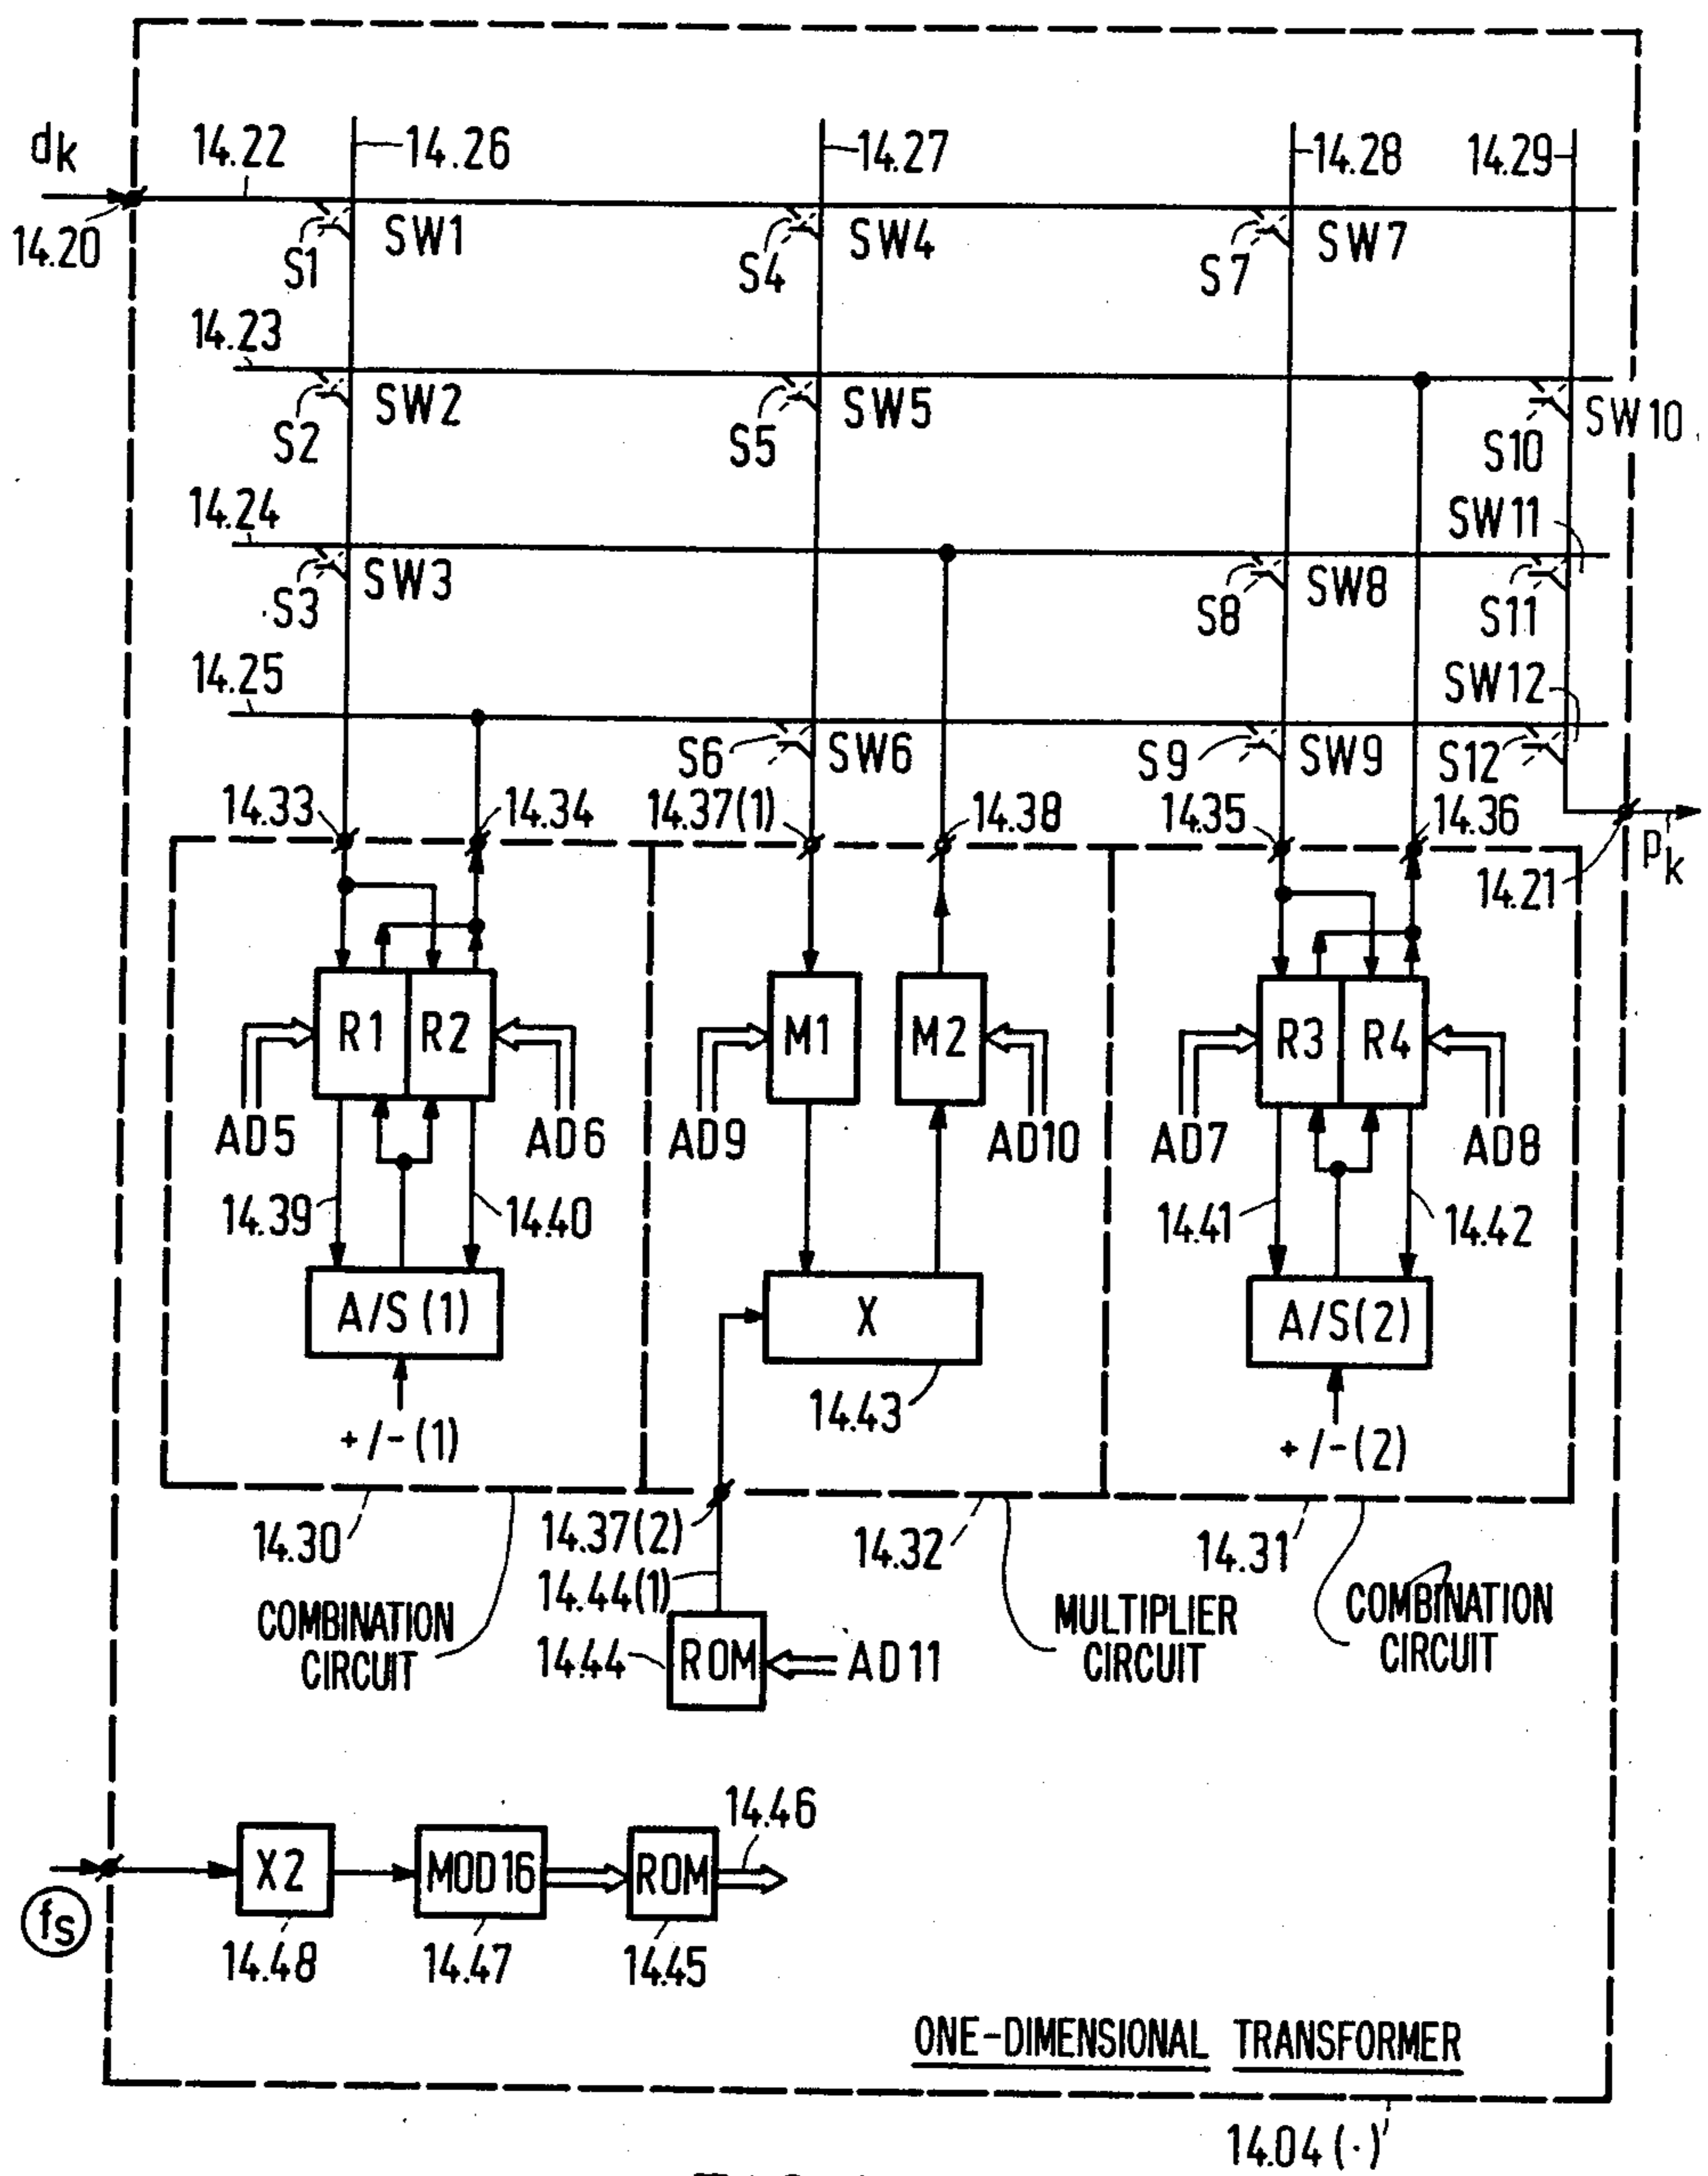 dk
14.22
14.26
14.27
14.28
14.29
14.20
S1
SW1
S4
SW4
S7
SW7
14.23
S2
SW2
S5
SW5
S10
SW10
14.24
S3
SW3
S8
SW8
SW11
S11
14.25
S6
SW6
S9
SW9
SW12
S12
14.33
14.34
14.37(1)
14.38
14.35
14.36
14.21
p'k
R1
R2
M1
M2
R3
R4
AD5
AD6
AD9
AD10
AD7
AD8
14.39
14.40
14.41
14.42
A/S(1)
X
A/S(2)
14.43
+/-(1)
+/-(2)
14.30
14.37(2)
14.32
14.31
14.44(1)
COMBINATION
CIRCUIT
MULTIPLIER
CIRCUIT
COMBINATION
CIRCUIT
14.44
ROM
AD11
14.46
X2
MOD16
ROM
fs
14.48
14.47
14.45
ONE-DIMENSIONAL TRANSFORMER
14.04(·)